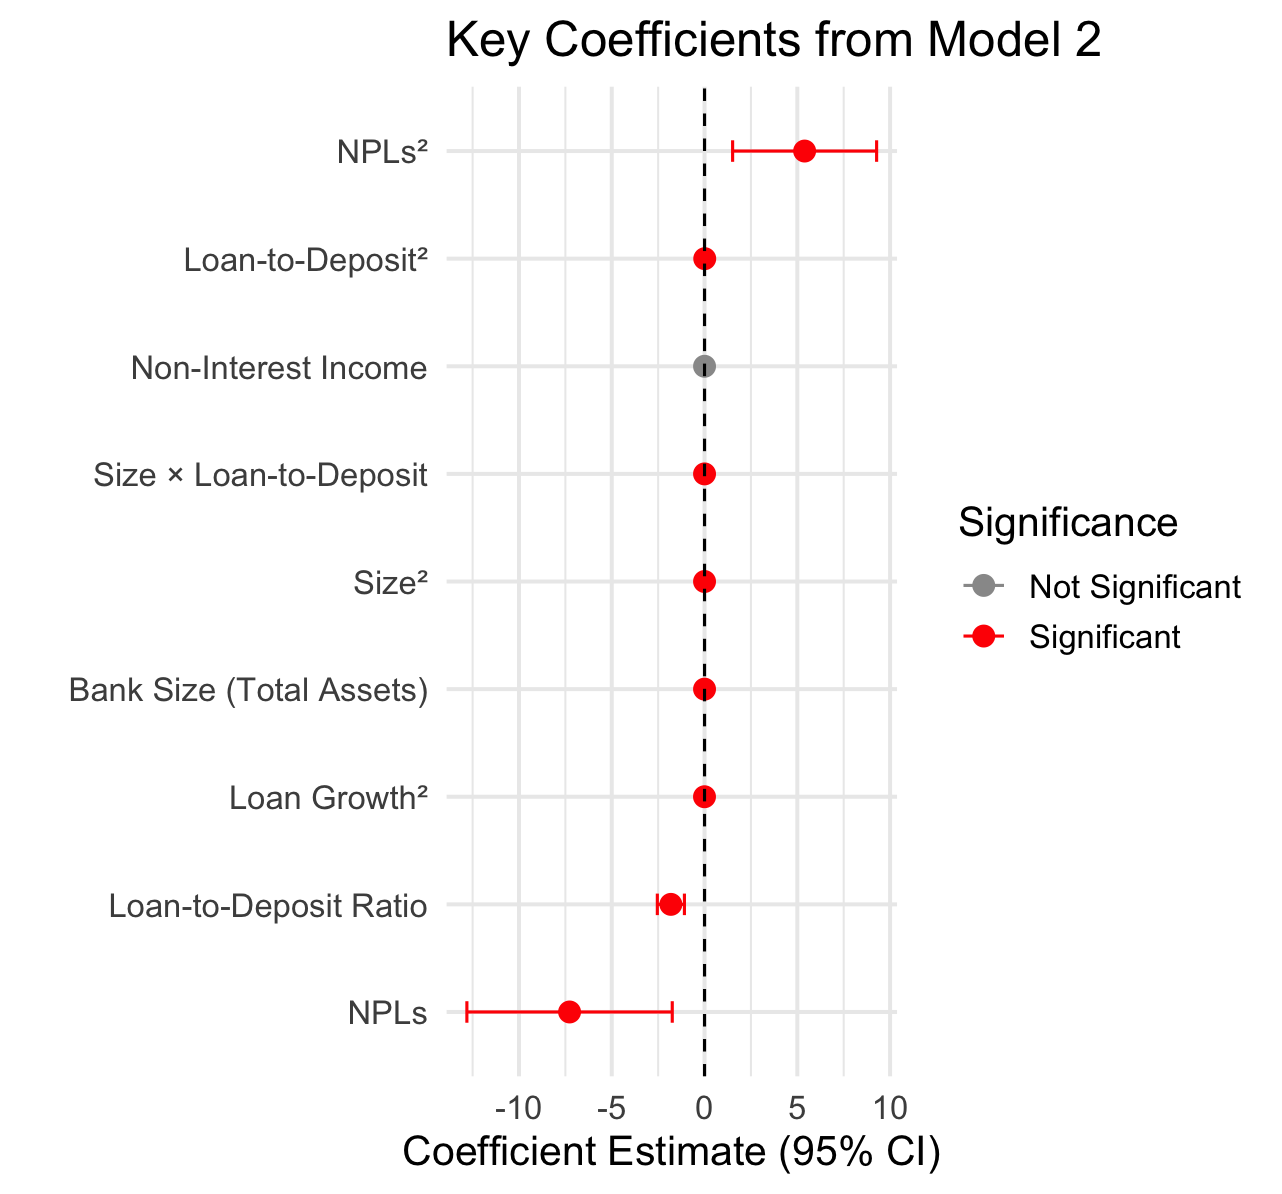 Key Coefficients from Model 2
NPLs²
Loan-to-Deposit²
Non-Interest Income
Size × Loan-to-Deposit
Size²
Bank Size (Total Assets)
Loan Growth²
Loan-to-Deposit Ratio
NPLs
-10 -5 0 5 10
Coefficient Estimate (95% CI)
Significance
Not Significant
Significant